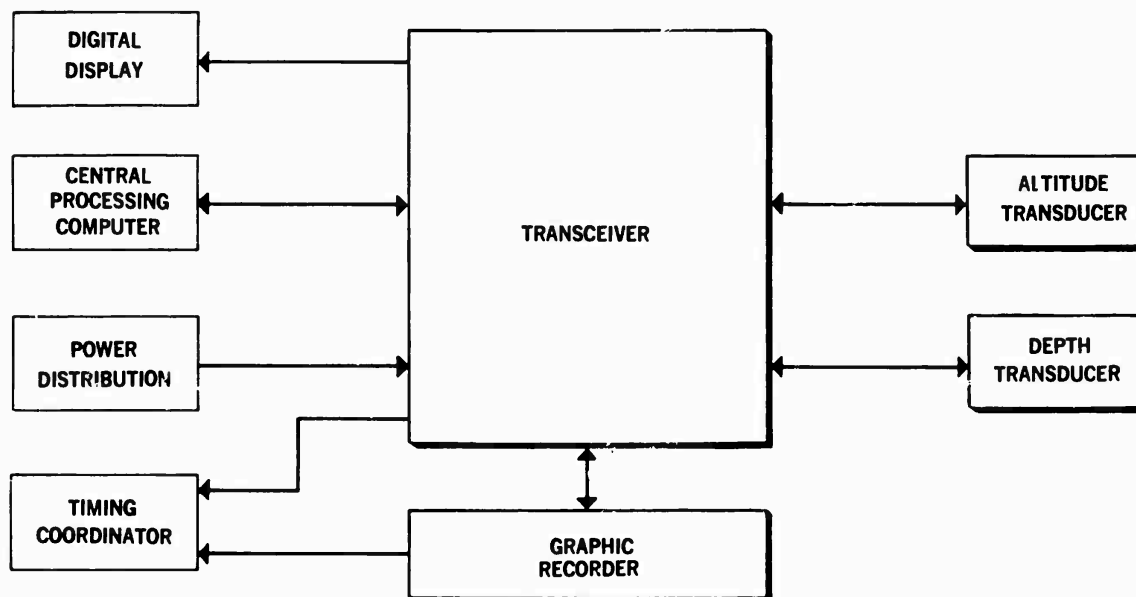 DIGITAL
DISPLAY
CENTRAL
PROCESSING
COMPUTER
POWER
DISTRIBUTION
TIMING
COORDINATOR
TRANSCEIVER
GRAPHIC
RECORDER
ALTITUDE
TRANSDUCER
DEPTH
TRANSDUCER